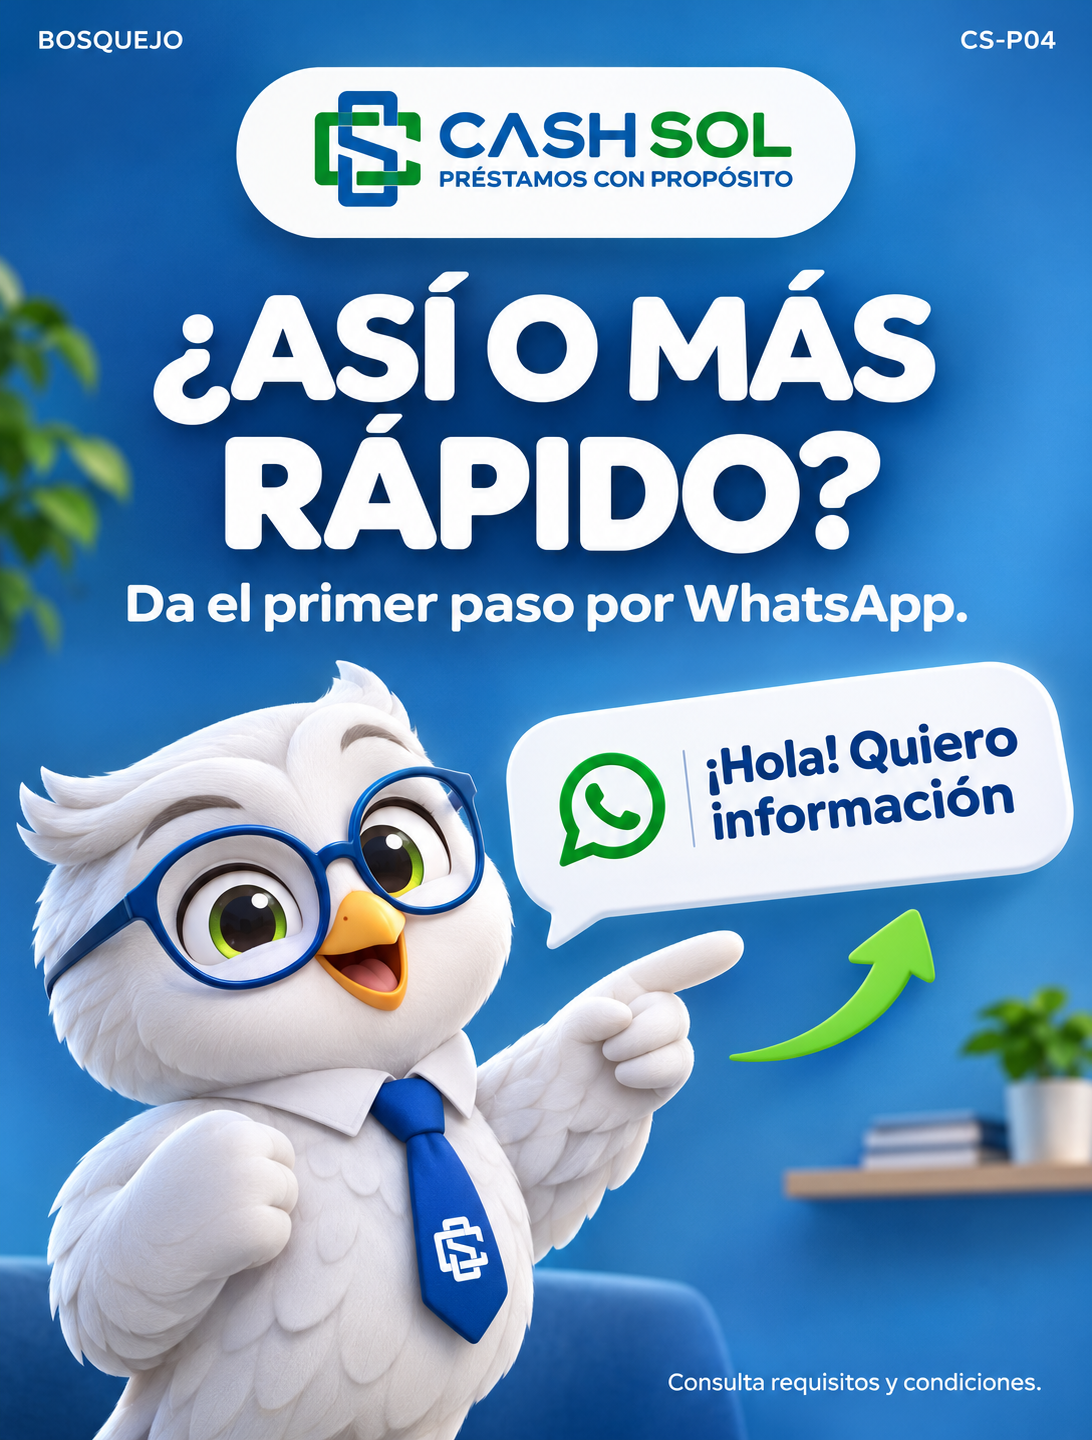 BOSQUEJO
CS-P04
CASH SOL
PRÉSTAMOS CON PROPÓSITO
¿ASÍ O MÁS
RÁPIDO?
Da el primer paso por WhatsApp.
¡Hola! Quiero
información
Consulta requisitos y condiciones.